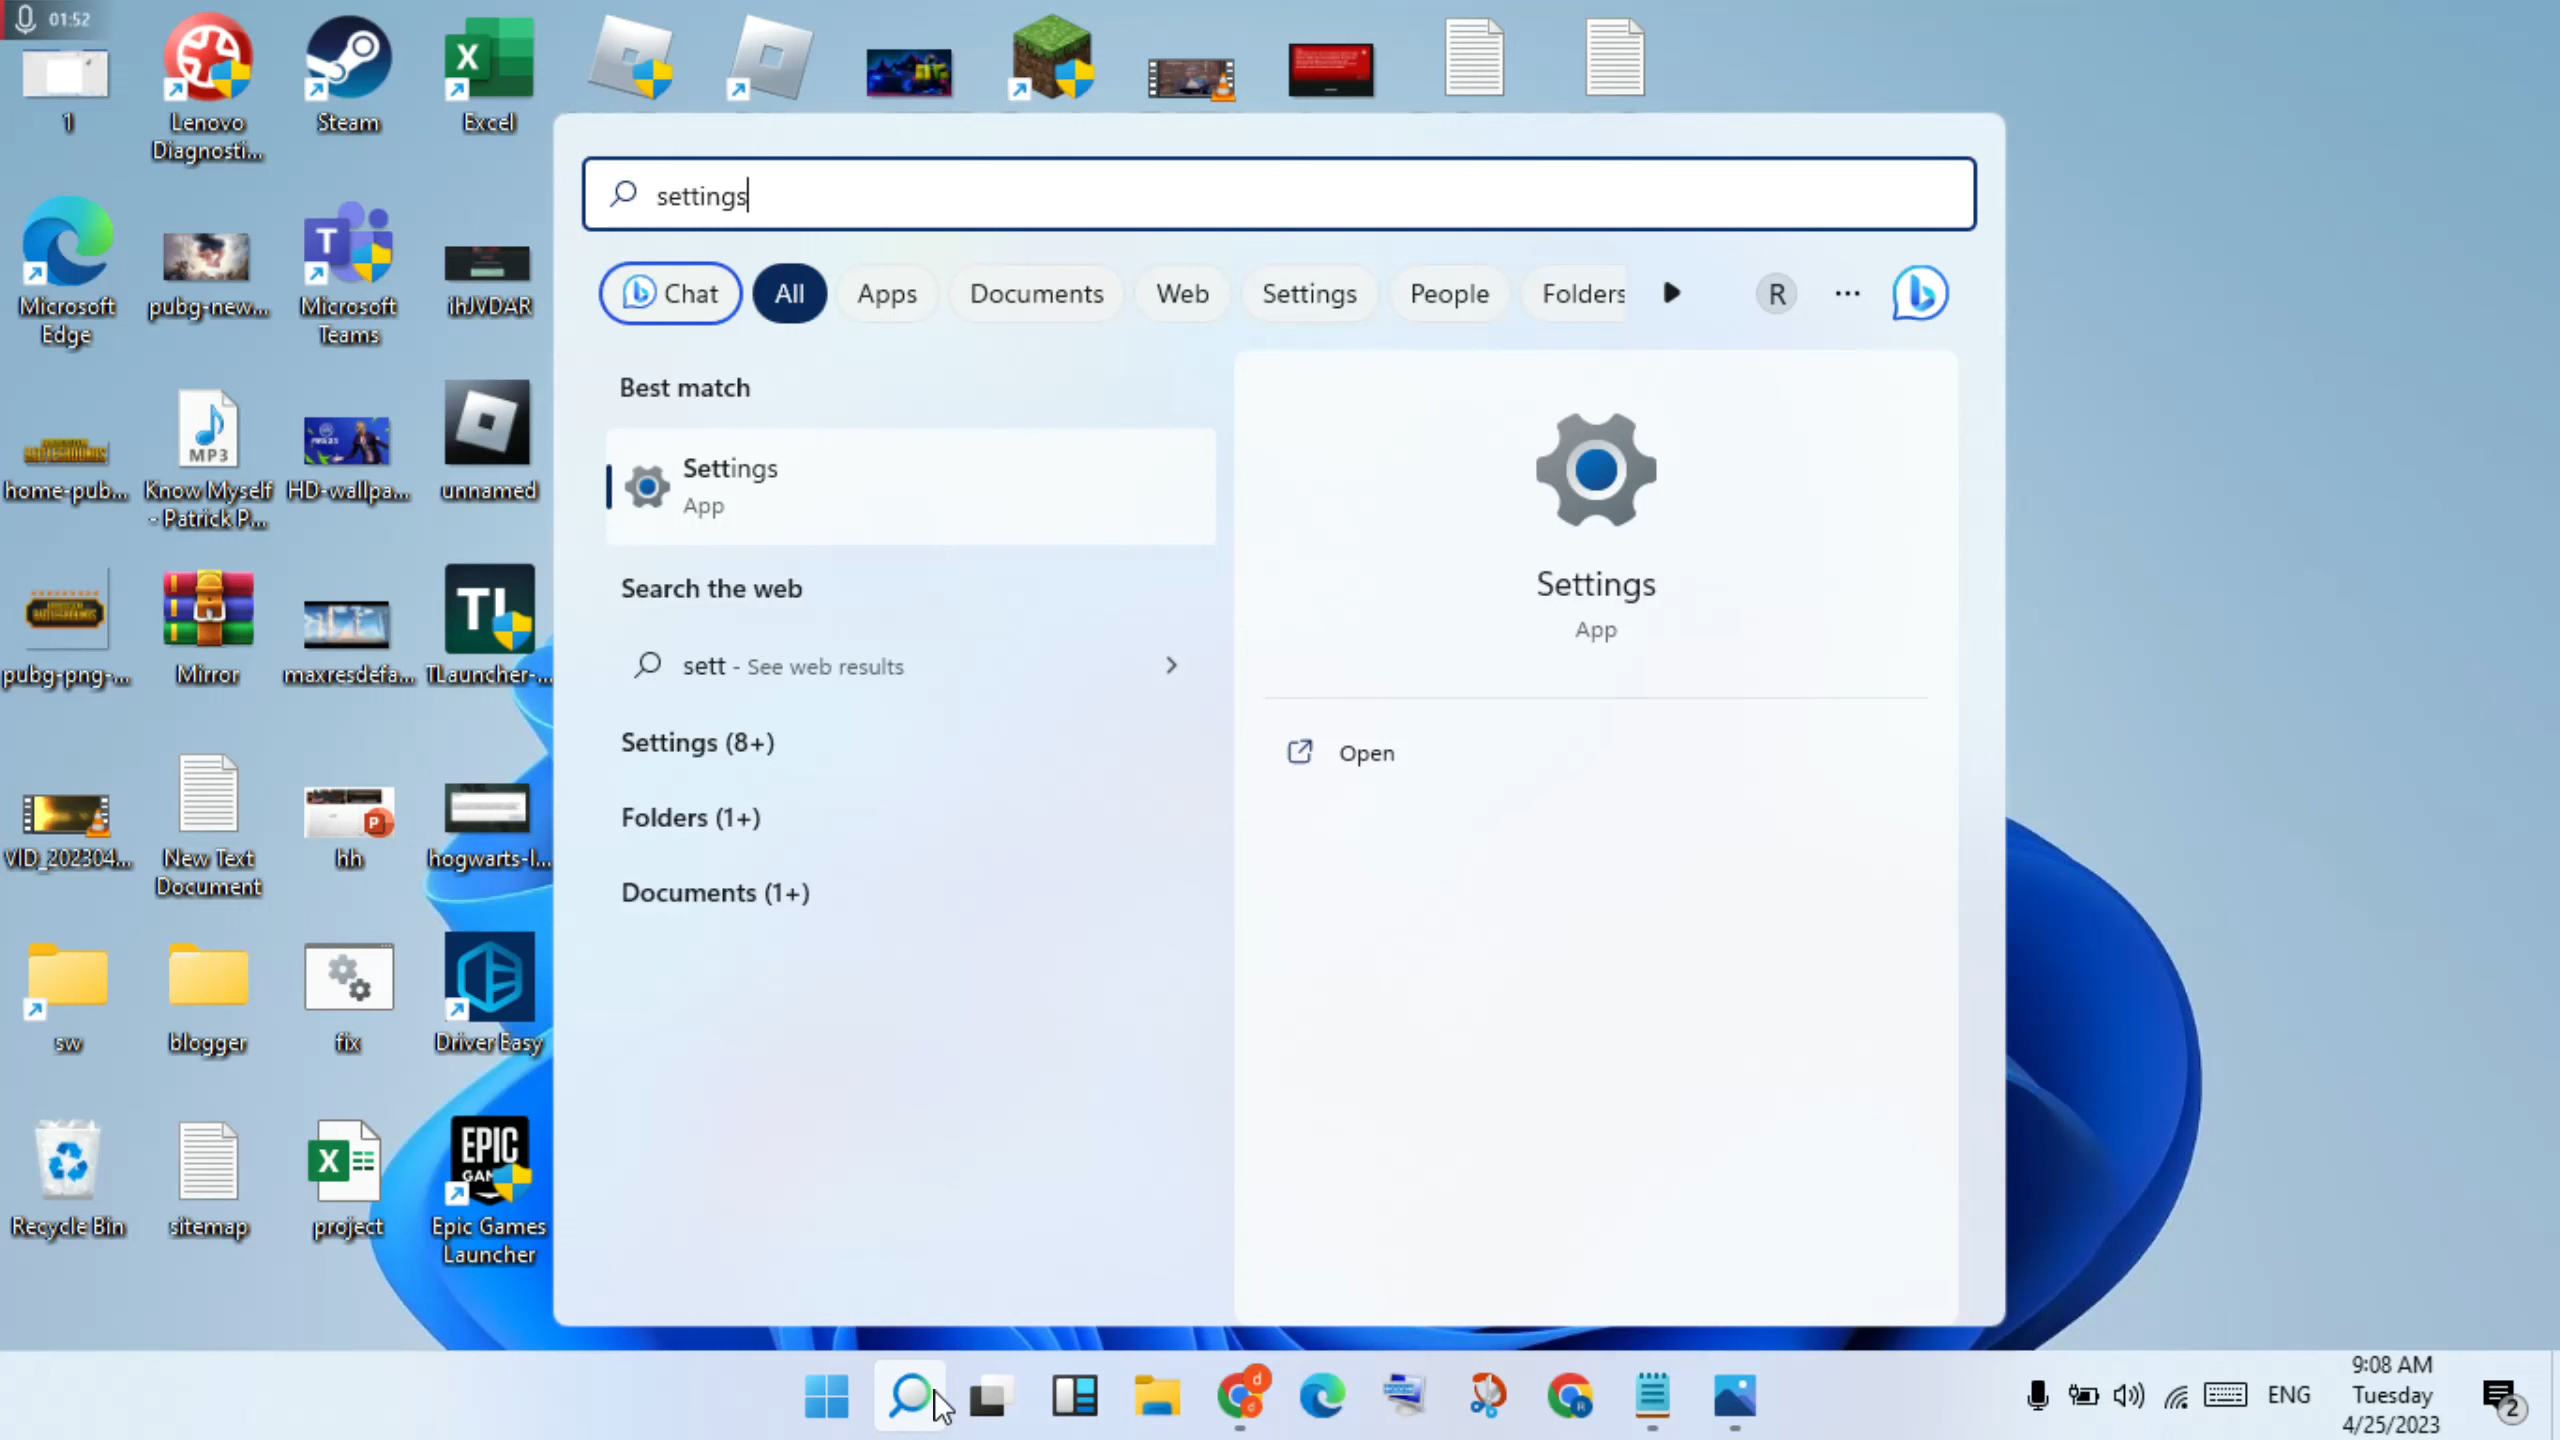 01:52
1
Lenovo
Diagnosti...
Steam
Excel
X
settings
Chat
All
Apps
Documents
Web
Settings
People
Folders
R
Microsoft
Edge
pubg-new...
T
Microsoft
Teams
ihJVDAR
Best match
Settings
App
Settings
App
Open
Search the web
sett - See web results
Settings (8+)
Folders (1+)
Documents (1+)
home-pub...
MP3
Know Myself
- Patrick P...
HD-wallpa...
unnamed
pubg-png-...
Mirror
maxresdefa...
TL
TLauncher-...
VID_202304...
New Text
Document
P
hh
hogwarts-l...
sw
blogger
fix
Driver Easy
Recycle Bin
sitemap
X
project
EPIC
GAM
Epic Games
Launcher
d
d
R
ENG
9:08 AM
Tuesday
4/25/2023
2